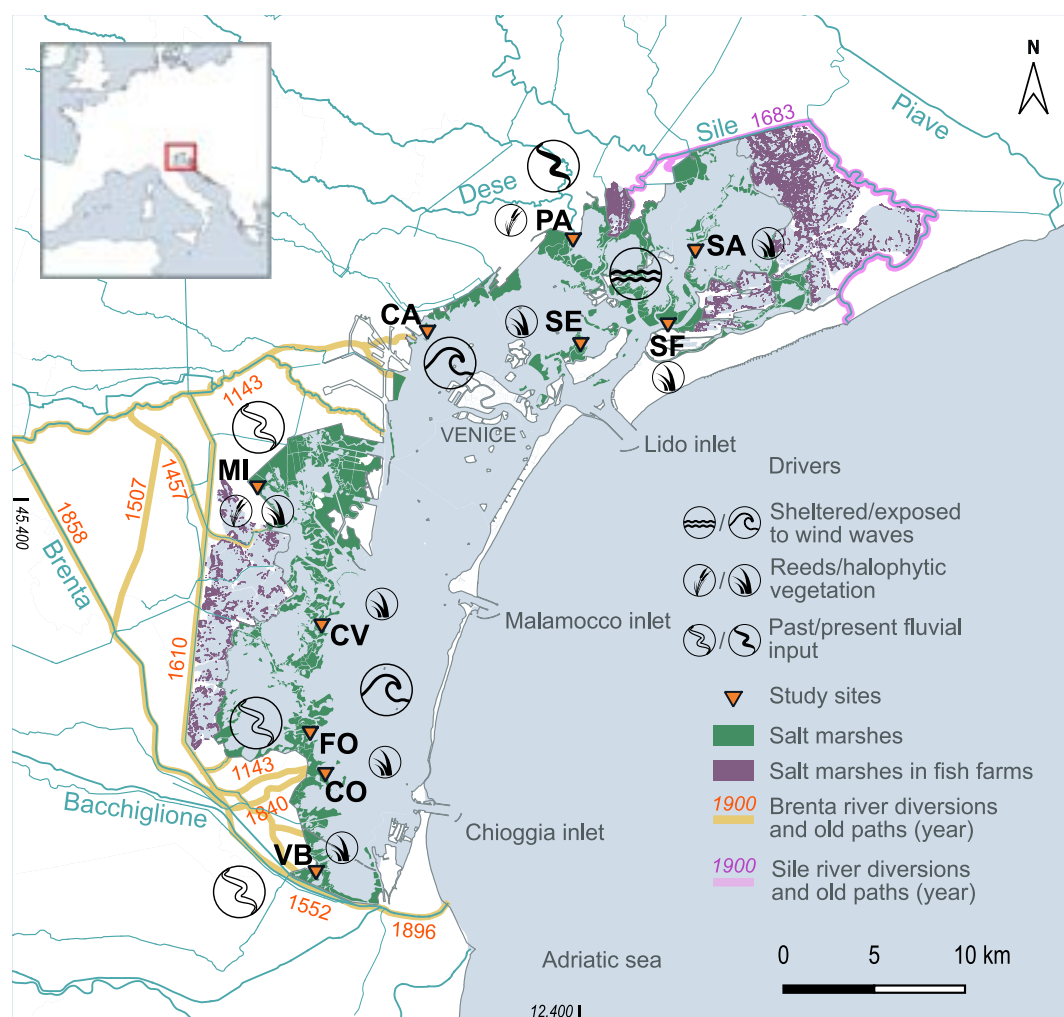 N
Piave
1683
Sile
Dese
PA
SA
CA
SE
SF
1143
VENICE
Lido inlet
MI
1457
1507
1858
45.400
Brenta
Drivers
Sheltered/exposed
to wind waves
Reeds/halophytic
vegetation
Past/present fluvial
input
Malamocco inlet
CV
1610
Study sites
FO
Salt marshes
1143
Salt marshes in fish farms
CO
1840
Bacchiglione
1900 Brenta river diversions
and old paths (year)
Chioggia inlet
VB
1900 Sile river diversions
and old paths (year)
1552
1896
Adriatic sea
0 5 10 km
12.400